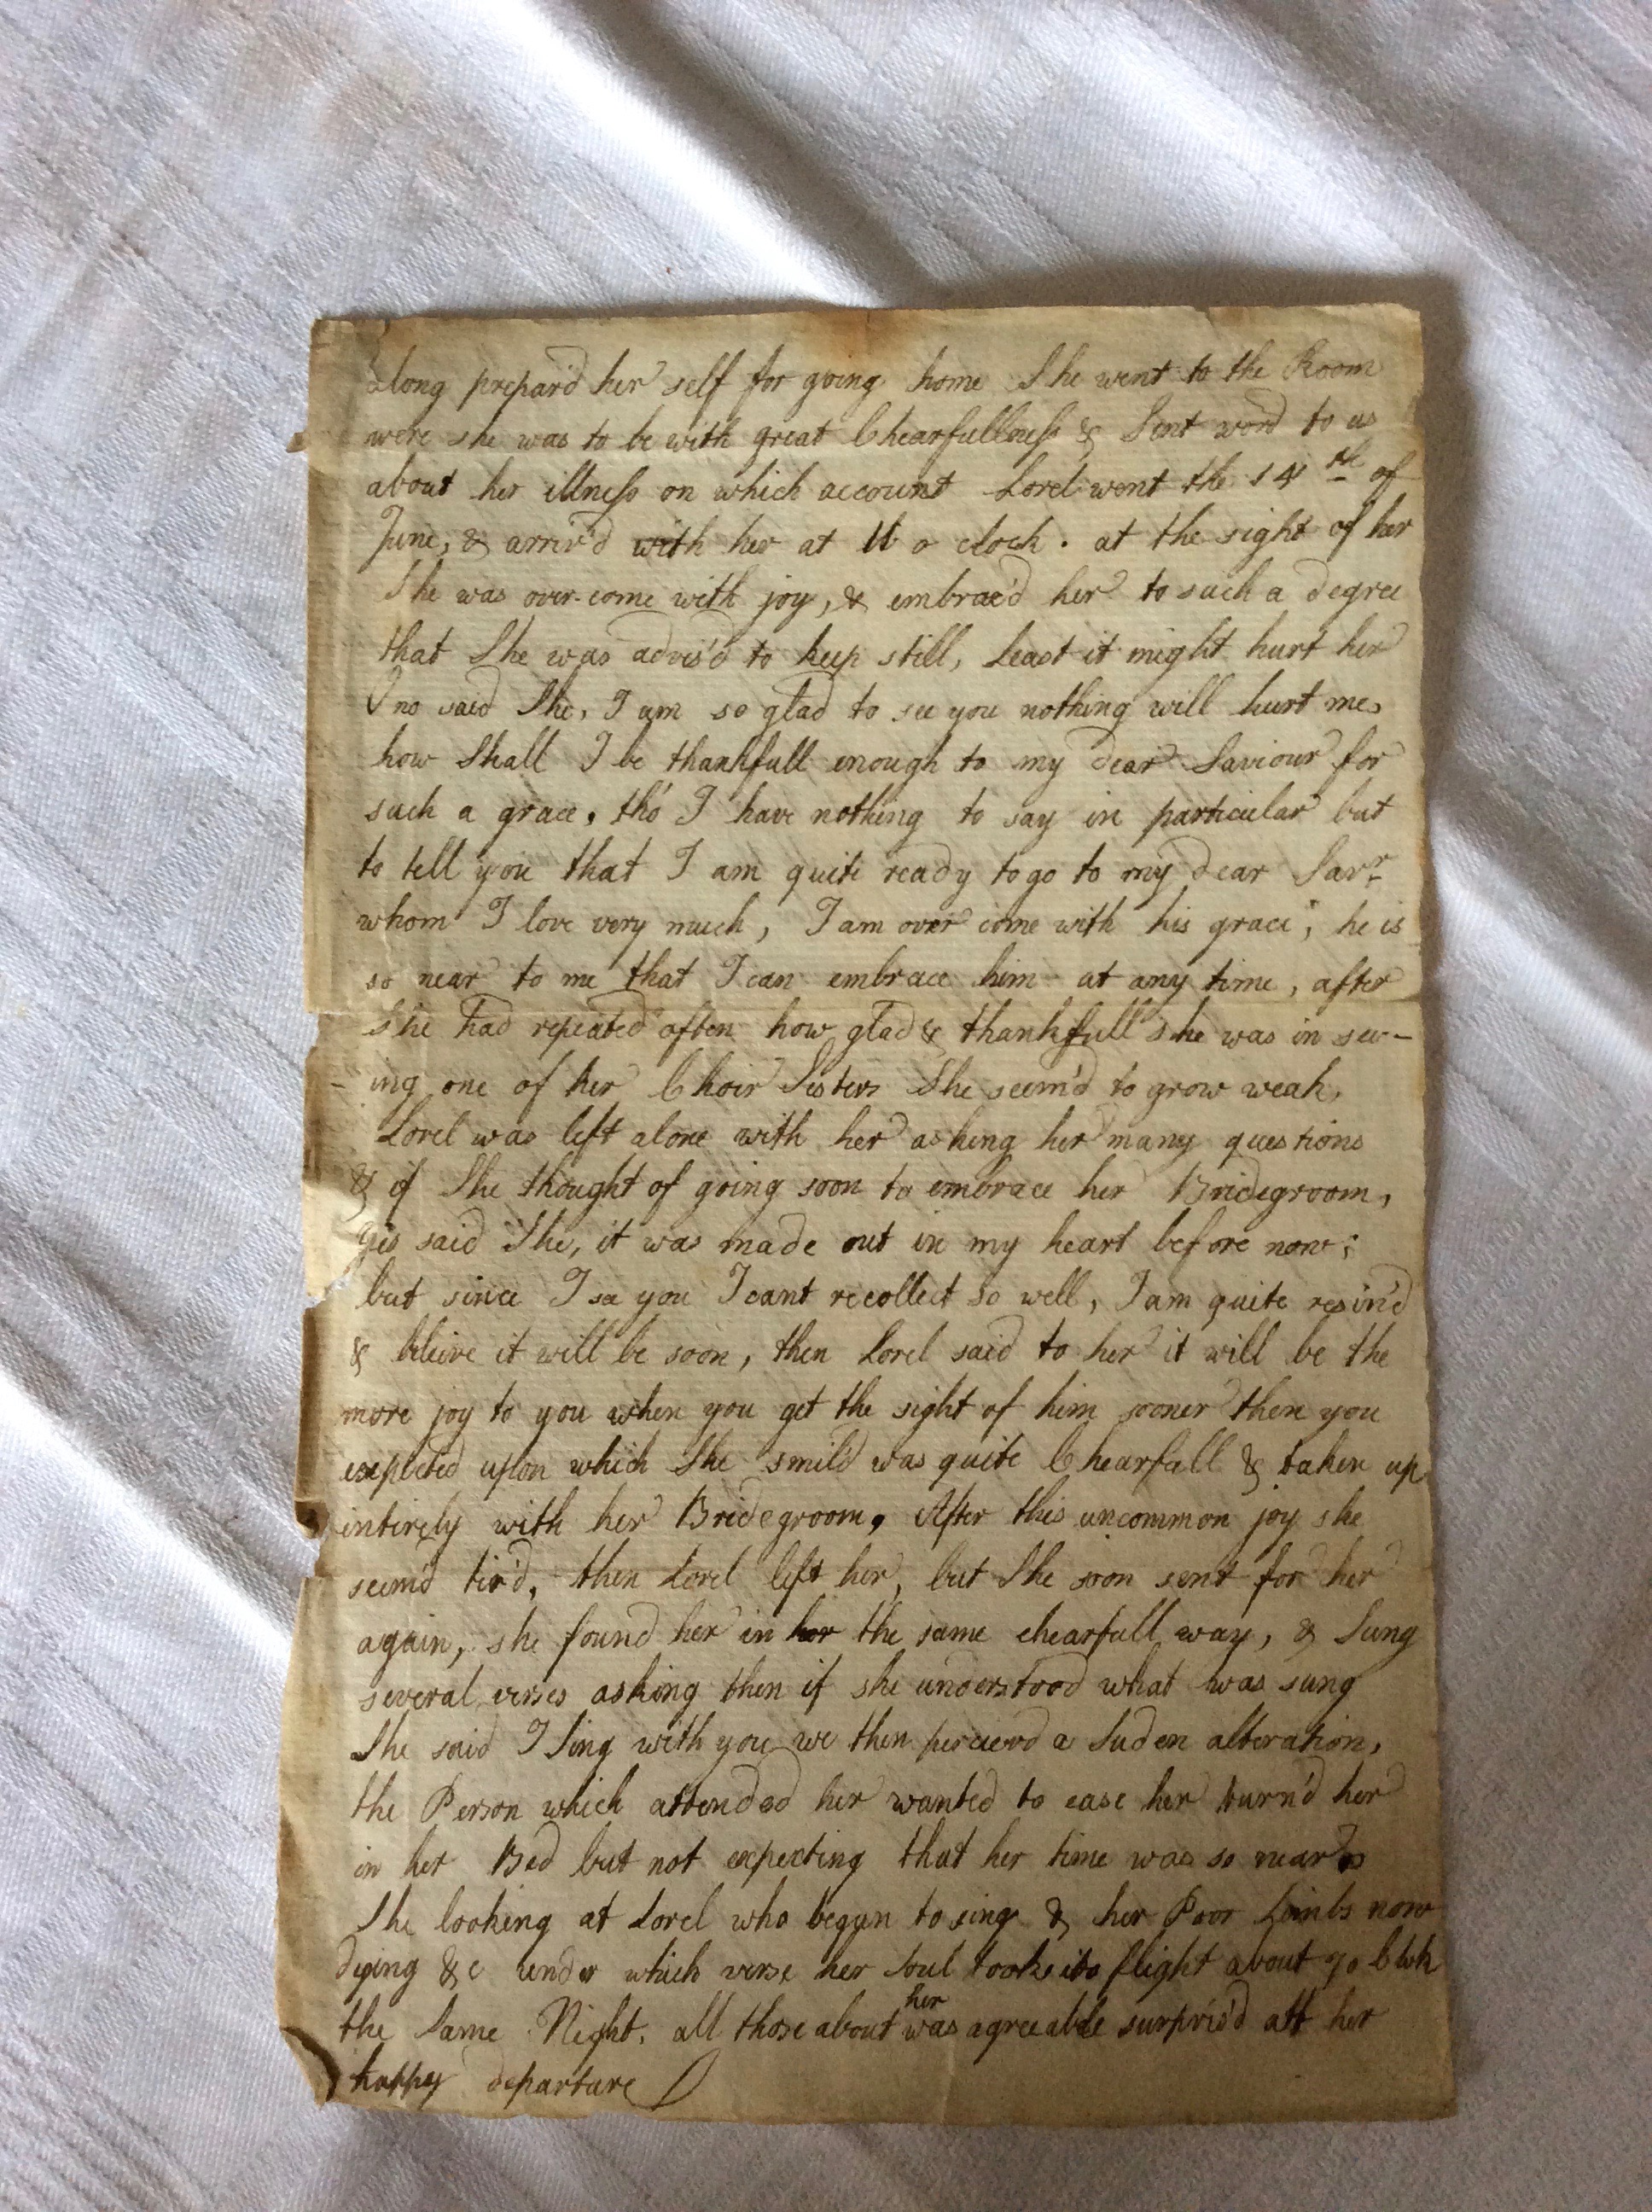 along prepar'd her self for going home She went to the Room
were she was to be with great Chearfullness & Sent word to us
about her illness on which account Lorel went the 14th of
June, & arriv'd with her at 11 o clock. at the sight of her
She was over-come with joy, & embrac'd her to such a degree
that She was advis'd to keep still, Least it might hurt her
O no said She, I am so glad to see you nothing will hurt me,
how Shall I be thankfull enough to my dear Saviour for
such a grace, tho' I have nothing to say in particular but
to tell you that I am quite ready to go to my dear Savr
whom I love very much, I am over come with his grace; he is
so near to me that I can embrace him at any time, after
She had repeated often how glad & thankfull she was in see-
- ing one of her Choir Sisters She seem'd to grow weak,
Lorel was left alone with her asking her many questions
& if She thought of going soon to embrace her Bridegroom,
yes said She, it was made out in my heart before now;
but since I see you I cant recollect so well, I am quite resin'd
& bleive it will be soon, then Lorel said to her it will be the
more joy to you when you get the sight of him sooner then you
expected upon which She smil'd was quite Chearfull & taken up
intirely with her Bridegroom, After this uncommon joy she
seem'd tir'd, then Lorel left her, but She soon sent for her
again, she found her in her the same chearfull way, & Sung
several verses asking then if she understood what was sung
She said I Sing with you we then perciev'd a Suden alteration,
the Person which attended her wanted to ease her turn'd her
in her Bed but not expecting that her time was so near
She looking at Lorel who begun to sing & her Poor Limbs now
dying &c under which verse her Soul took its flight about 9 o Clok
the Same Night, all those about her was agreeable surpris'd att her
happy departure